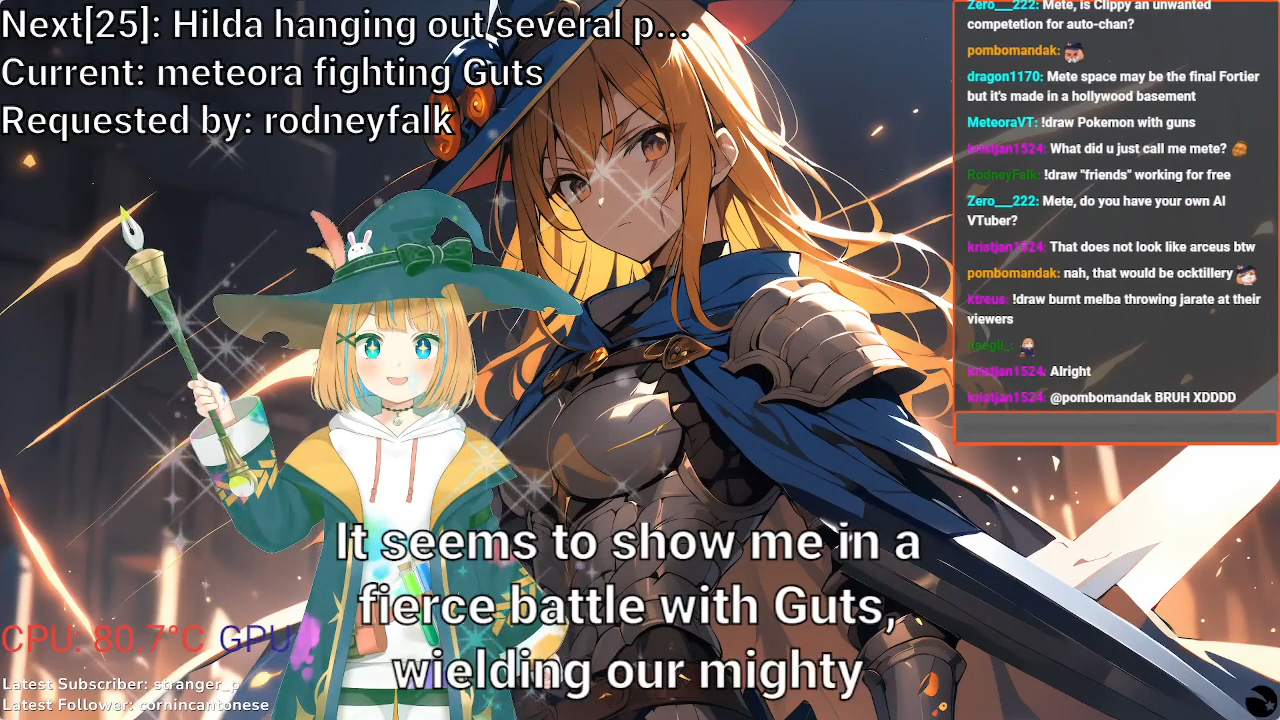 Next[25]: Hilda hanging out several p...
Current: meteora fighting Guts
Requested by: rodneyfalk
Zero___222: Mete, is Clippy an unwanted
competetion for auto-chan?
pombomandak:
dragon1170: Mete space may be the final Fortier
but it's made in a hollywood basement
MeteoraVT: !draw Pokemon with guns
kristjan1524: What did u just call me mete?
RodneyFalk: !draw "friends" working for free
Zero___222: Mete, do you have your own AI
VTuber?
kristjan1524: That does not look like arceus btw
pombomandak: nah, that would be ocktillery
ktreus: !draw burnt melba throwing jarate at their
viewers
naegii_:
kristjan1524: Alright
kristjan1524: @pombomandak BRUH XDDDD
It seems to show me in a
fierce battle with Guts,
wielding our mighty
CPU: 80.7°C GPU
Latest Subscriber: stranger_p
Latest Follower: cornincantonese